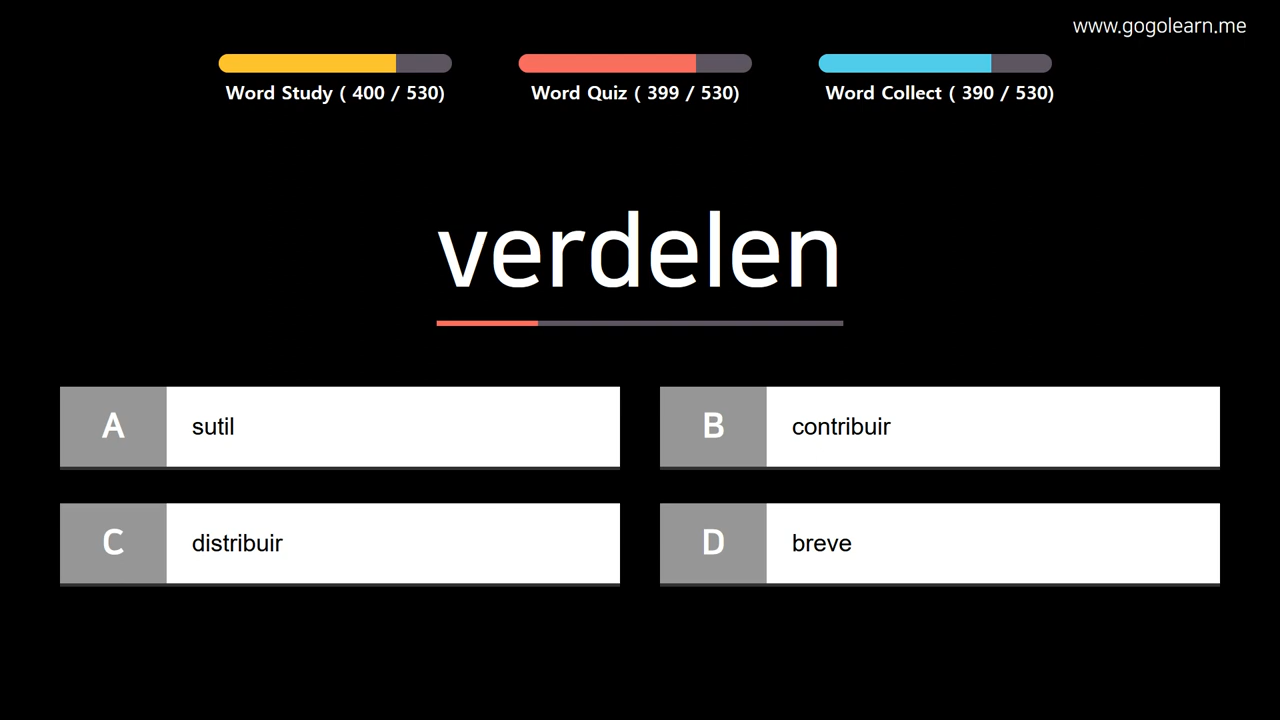 www.gogolearn.me
Word Study ( 400 / 530)
Word Quiz ( 399 / 530)
Word Collect ( 390 / 530)
verdelen
A sutil
B contribuir
C distribuir
D breve